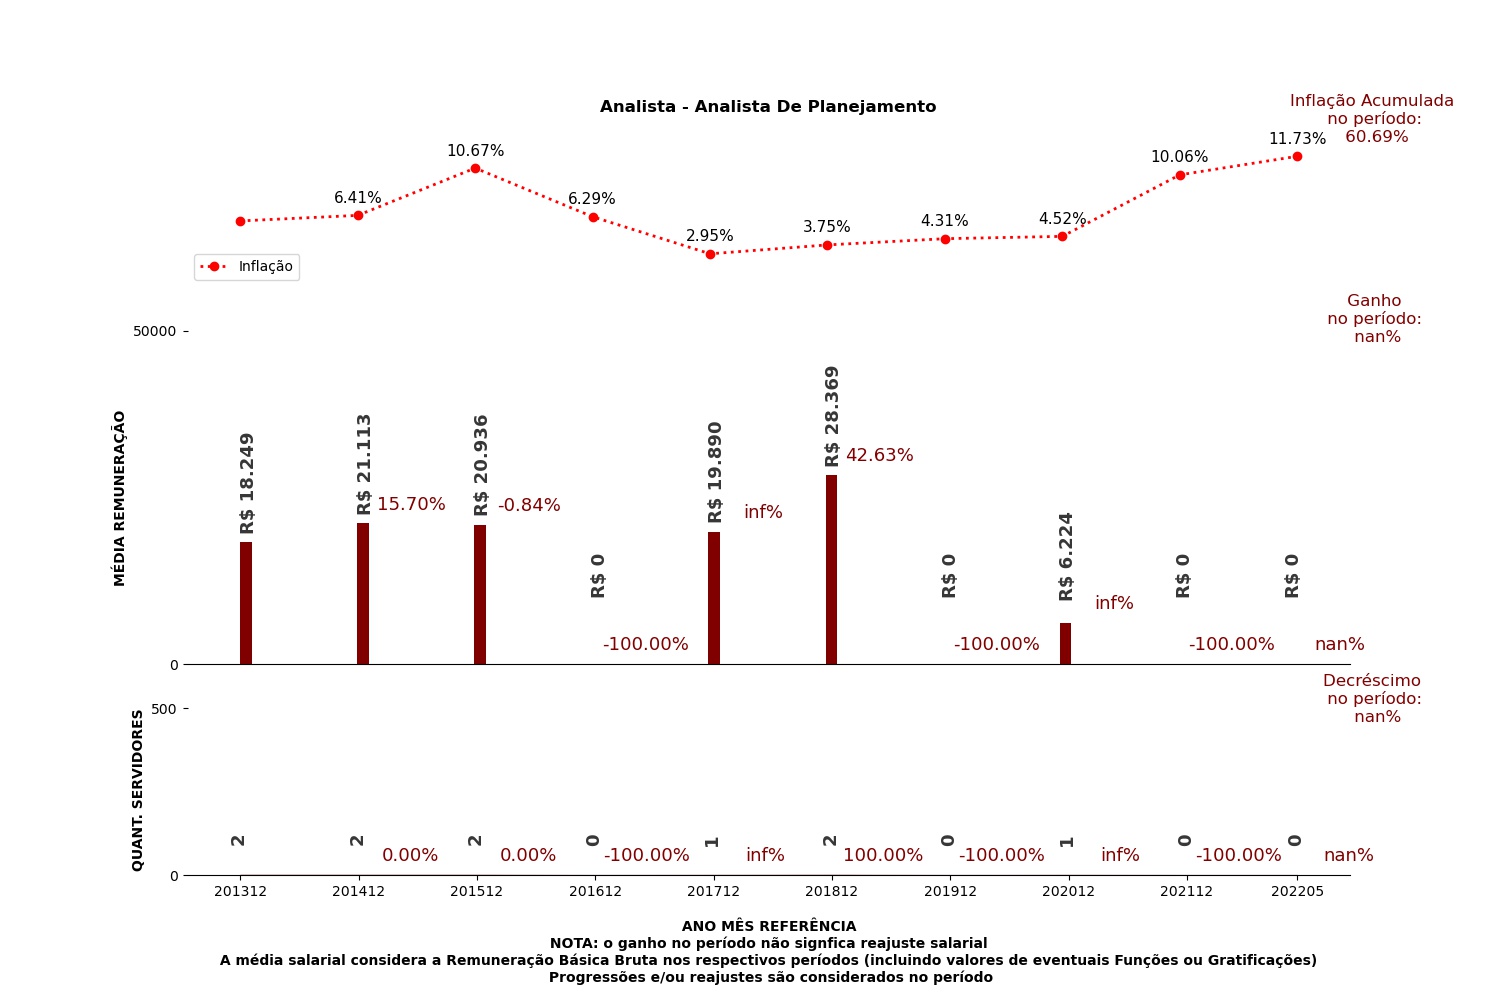 Analista - Analista De Planejamento
Inflação Acumulada
no período:
60.69%
6.41%
10.67%
6.29%
2.95%
3.75%
4.31%
4.52%
10.06%
11.73%
Inflação
Ganho
no período:
nan%
MÉDIA REMUNERAÇÃO
50000
0
R$ 18.249
R$ 21.113
15.70%
R$ 20.936
-0.84%
R$ 0
-100.00%
R$ 19.890
inf%
R$ 28.369
42.63%
R$ 0
-100.00%
R$ 6.224
inf%
R$ 0
-100.00%
R$ 0
nan%
Decréscimo
no período:
nan%
QUANT. SERVIDORES
500
0
2
2
0.00%
2
0.00%
0
-100.00%
1
inf%
2
100.00%
0
-100.00%
1
inf%
0
-100.00%
0
nan%
201312 201412 201512 201612 201712 201812 201912 202012 202112 202205
ANO MÊS REFERÊNCIA
NOTA: o ganho no período não signfica reajuste salarial
A média salarial considera a Remuneração Básica Bruta nos respectivos períodos (incluindo valores de eventuais Funções ou Gratificações)
Progressões e/ou reajustes são considerados no período